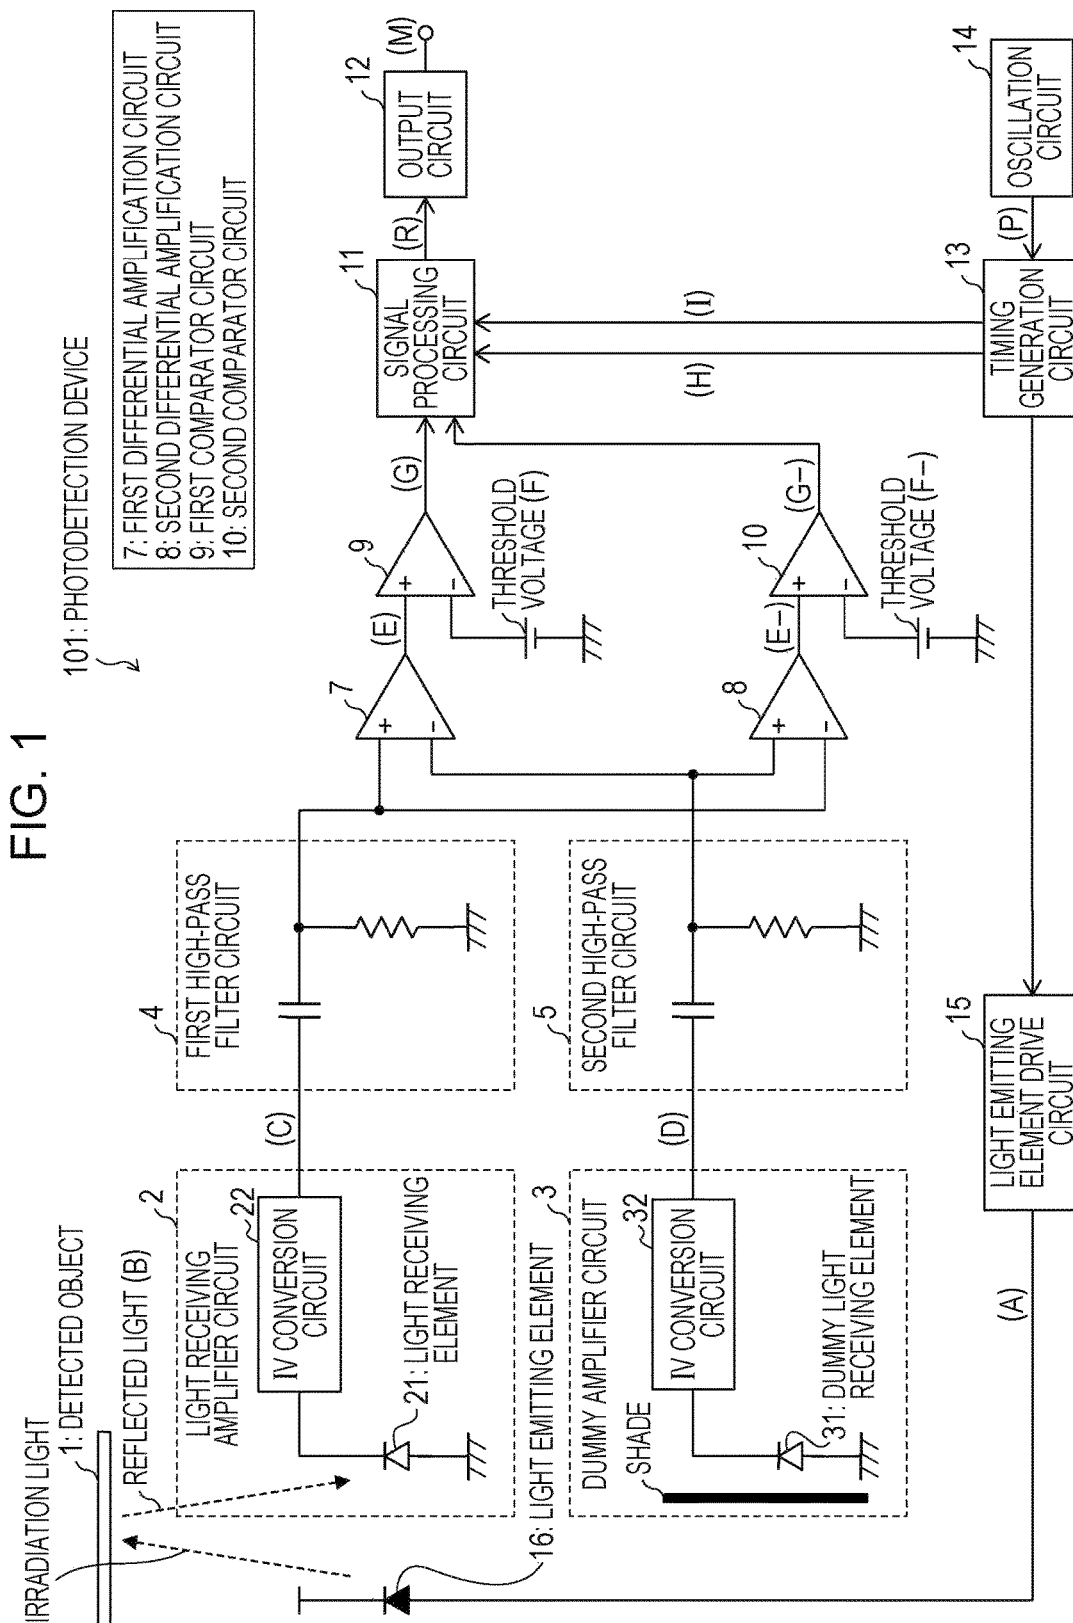 FIG. 1
101: PHOTODETECTION DEVICE
7: FIRST DIFFERENTIAL AMPLIFICATION CIRCUIT
8: SECOND DIFFERENTIAL AMPLIFICATION CIRCUIT
9: FIRST COMPARATOR CIRCUIT
10: SECOND COMPARATOR CIRCUIT
IRRADIATION LIGHT
1: DETECTED OBJECT
REFLECTED LIGHT (B)
2
LIGHT RECEIVING
AMPLIFIER CIRCUIT
22
IV CONVERSION
CIRCUIT
21: LIGHT RECEIVING
ELEMENT
16: LIGHT EMITTING ELEMENT
(C)
4
FIRST HIGH-PASS
FILTER CIRCUIT
7
+
-
(E)
9
+
-
THRESHOLD
VOLTAGE (F)
(G)
11
SIGNAL
PROCESSING
CIRCUIT
(R)
12
OUTPUT
CIRCUIT
(M)
3
DUMMY AMPLIFIER CIRCUIT
SHADE
32
IV CONVERSION
CIRCUIT
31: DUMMY LIGHT
RECEIVING ELEMENT
(D)
5
SECOND HIGH-PASS
FILTER CIRCUIT
8
+
-
(E-)
10
+
-
THRESHOLD
VOLTAGE (F-)
(G-)
(H)
(I)
(A)
15
LIGHT EMITTING
ELEMENT DRIVE
CIRCUIT
13
TIMING
GENERATION
CIRCUIT
(P)
14
OSCILLATION
CIRCUIT